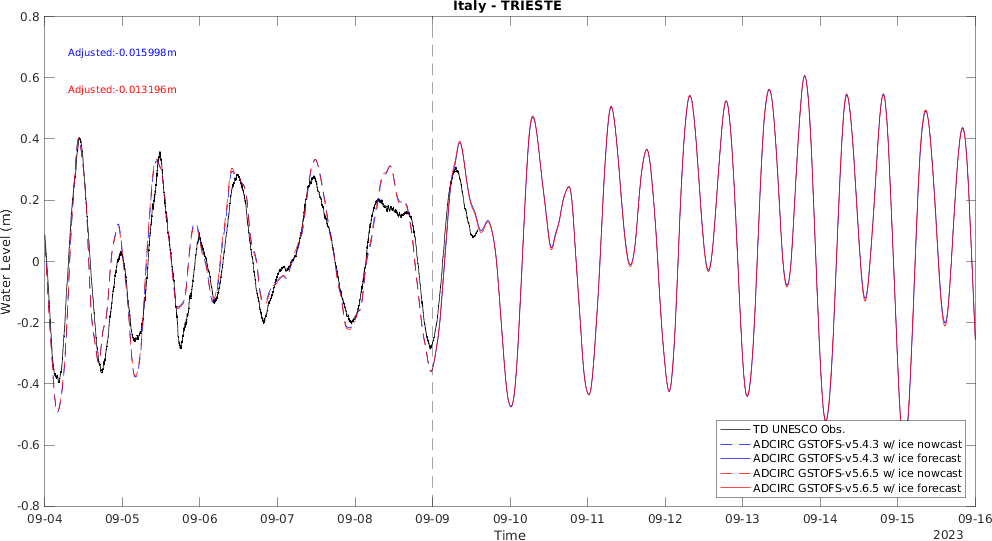 Italy - TRIESTE
Adjusted:-0.015998m
Adjusted:-0.013196m
0.8
0.6
0.4
0.2
0
-0.2
-0.4
-0.6
-0.8
Water Level (m)
TD UNESCO Obs.
ADCIRC GSTOFS-v5.4.3 w/ ice nowcast
ADCIRC GSTOFS-v5.4.3 w/ ice forecast
ADCIRC GSTOFS-v5.6.5 w/ ice nowcast
ADCIRC GSTOFS-v5.6.5 w/ ice forecast
09-04 09-05 09-06 09-07 09-08 09-09 09-10 09-11 09-12 09-13 09-14 09-15 09-16
Time
2023